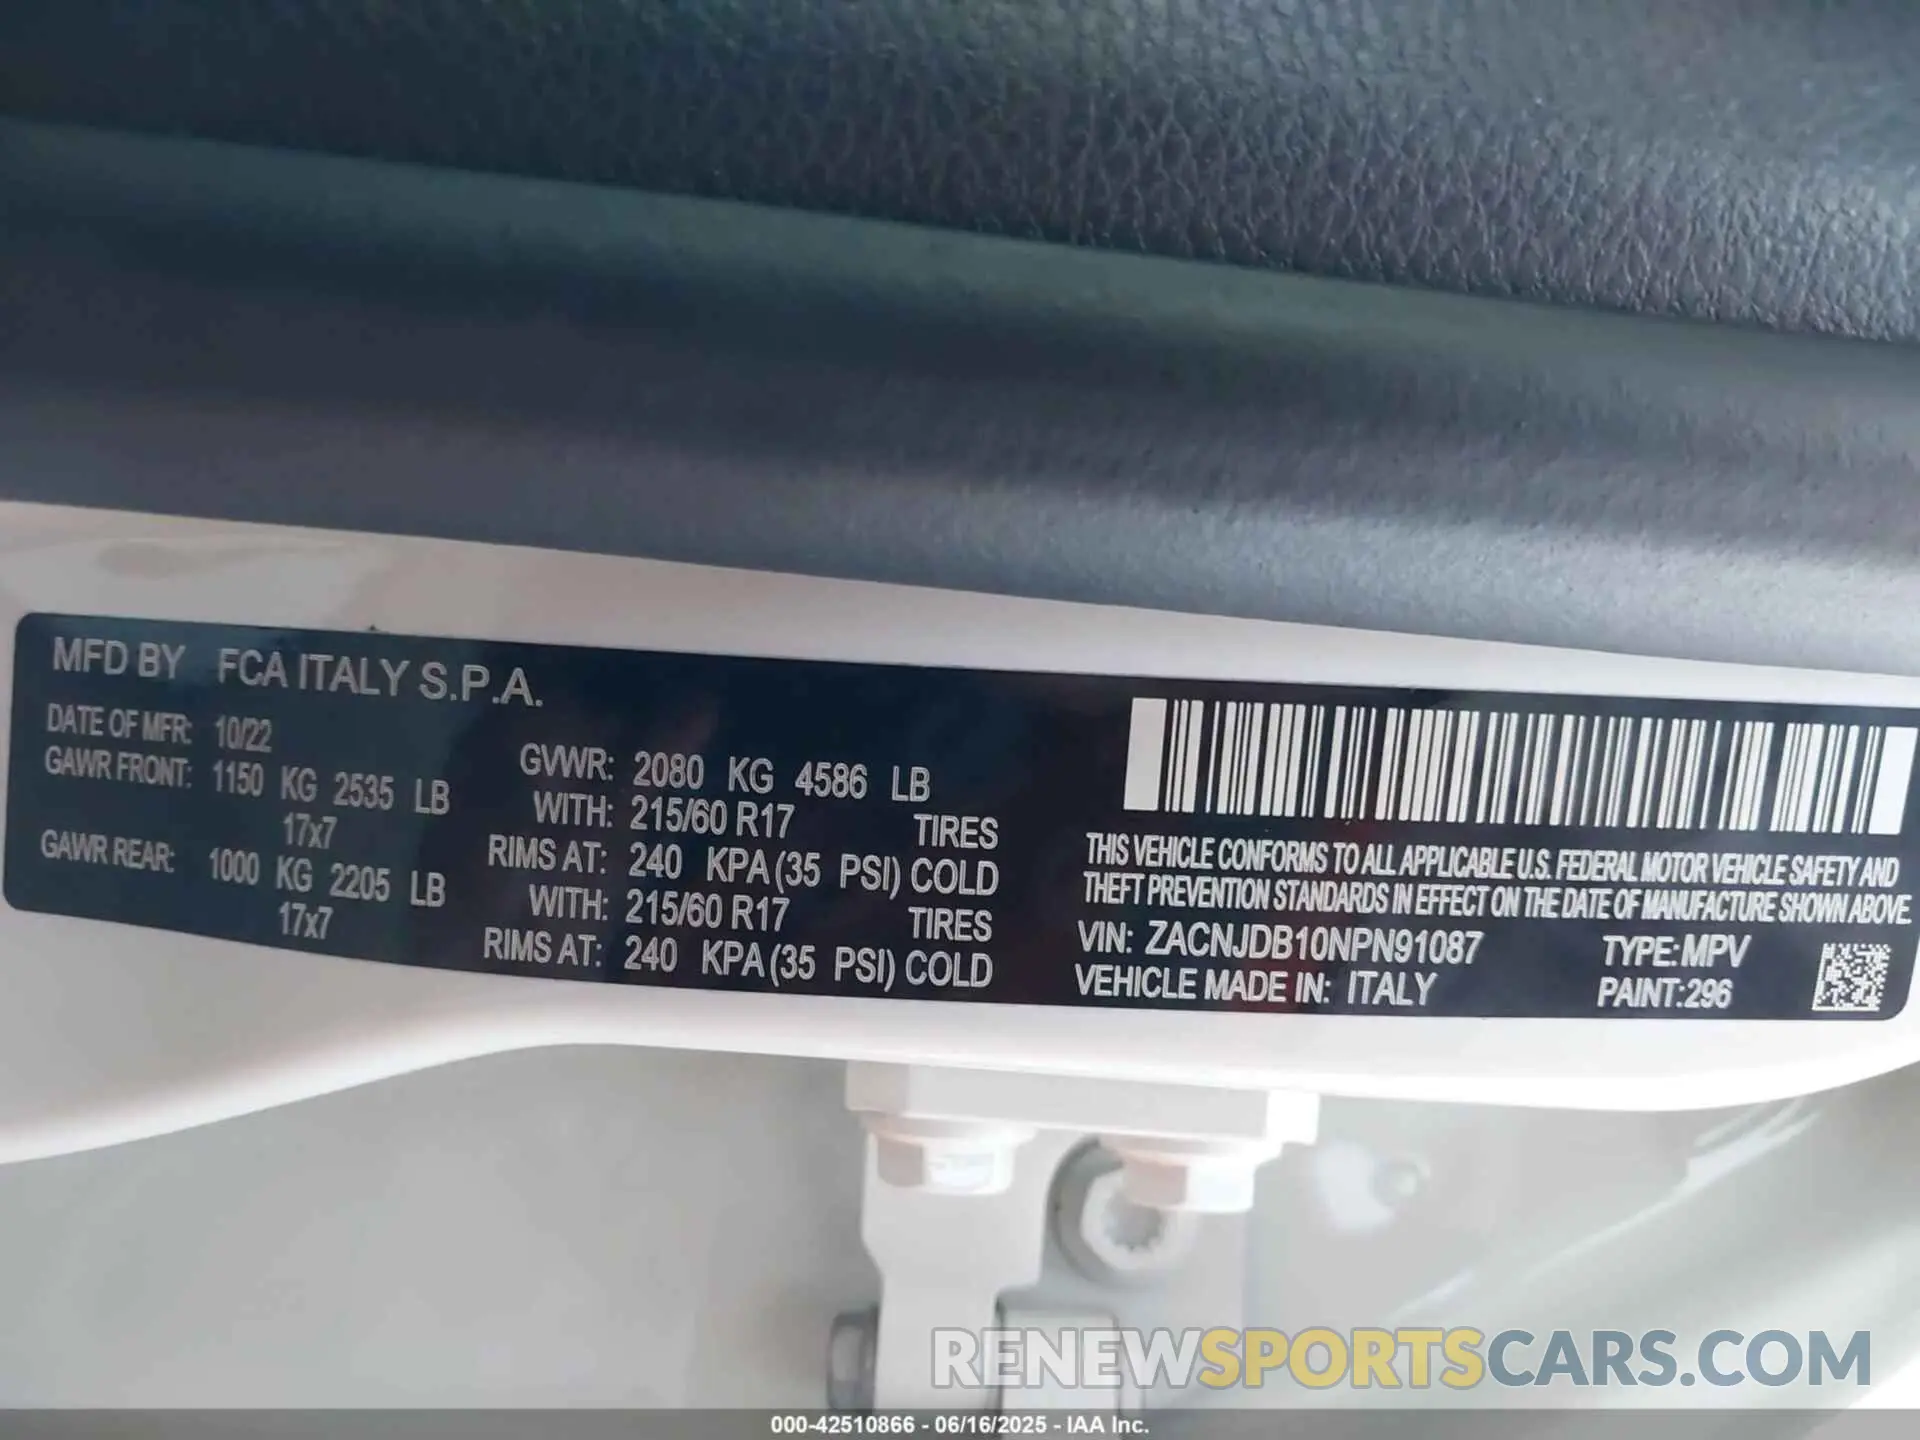 MFD BY FCA ITALY S.P.A.
DATE OF MFR: 10/22
GAWR FRONT: 1150 KG 2535 LB
17x7
GAWR REAR: 1000 KG 2205 LB
17x7
GVWR: 2080 KG 4586 LB
WITH: 215/60 R17 TIRES
RIMS AT: 240 KPA (35 PSI) COLD
WITH: 215/60 R17 TIRES
RIMS AT: 240 KPA (35 PSI) COLD
THIS VEHICLE CONFORMS TO ALL APPLICABLE U.S. FEDERAL MOTOR VEHICLE SAFETY AND
THEFT PREVENTION STANDARDS IN EFFECT ON THE DATE OF MANUFACTURE SHOWN ABOVE.
VIN: ZACNJDB10NPN91087 TYPE: MPV
VEHICLE MADE IN: ITALY PAINT: 296
RENEWSPORTSCARS.COM
000-42510866 - 06/16/2025 - IAA Inc.